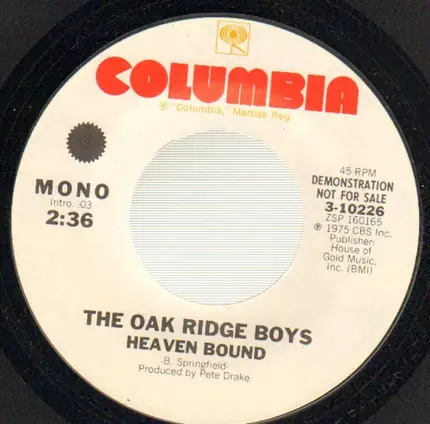 COLUMBIA
® "Columbia," Marcas Reg.
MONO
Intro. :03
2:36
45 RPM
DEMONSTRATION
NOT FOR SALE
3-10226
ZSP 160165
℗ 1975 CBS Inc.
Publisher:
House of
Gold Music,
Inc. (BMI)
THE OAK RIDGE BOYS
HEAVEN BOUND
-B. Springfield-
Produced by Pete Drake